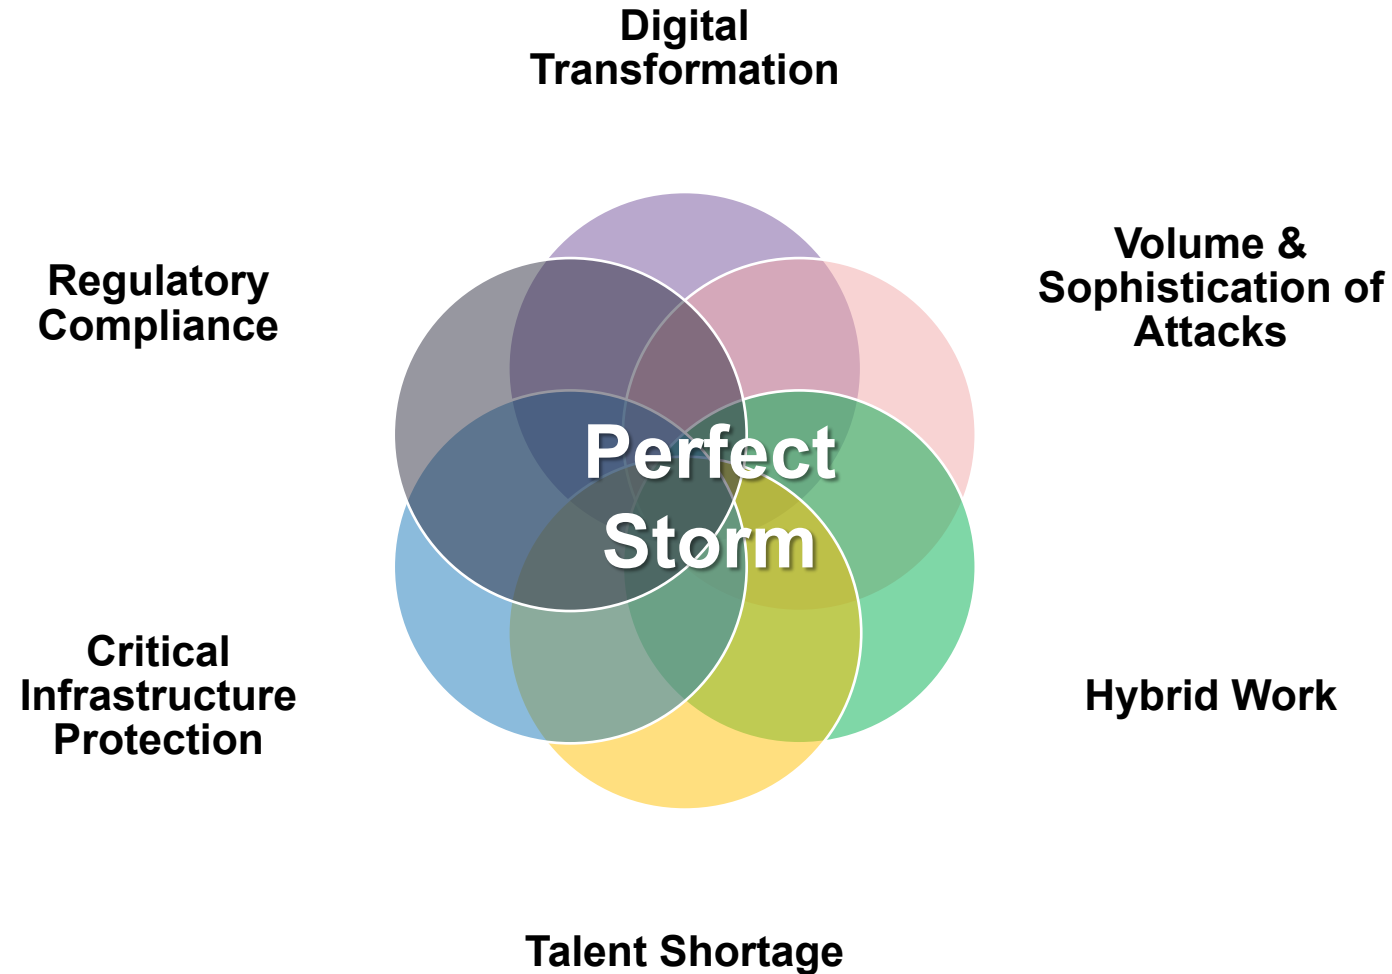 Digital
Transformation
Volume &
Sophistication of
Attacks
Regulatory
Compliance
Perfect
Storm
Critical
Infrastructure
Protection
Hybrid Work
Talent Shortage